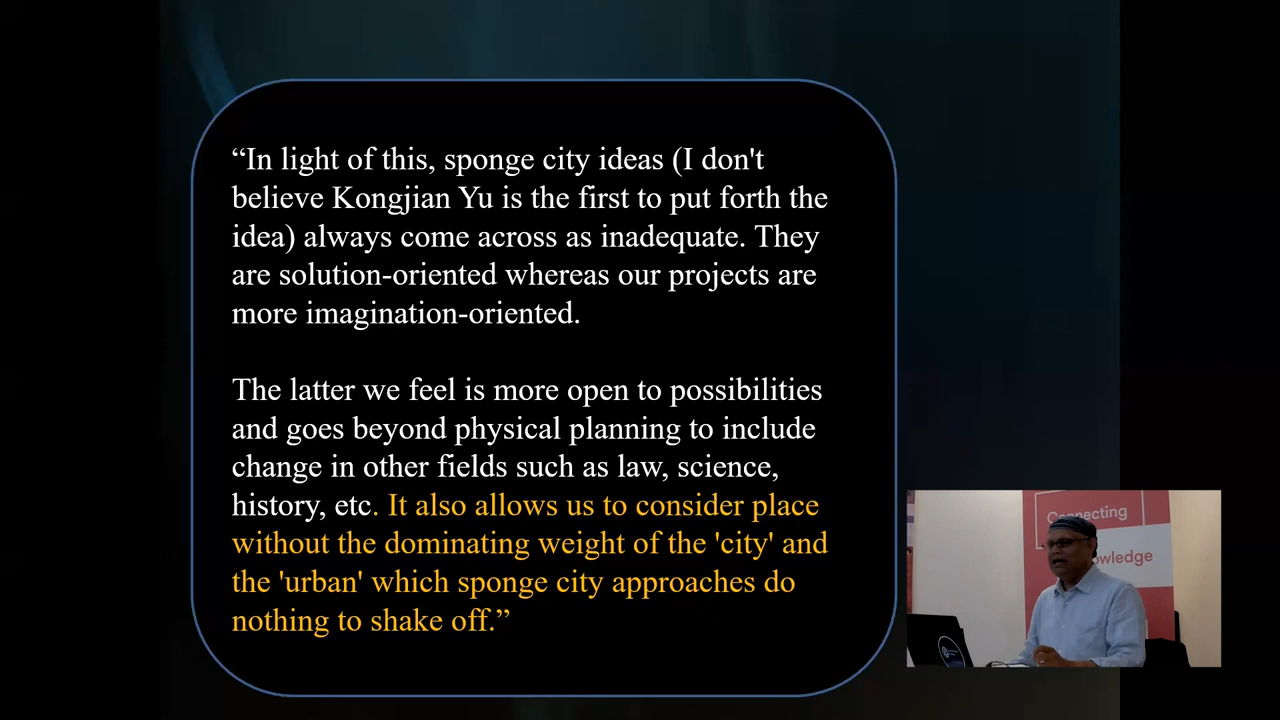 “In light of this, sponge city ideas (I don't
believe Kongjian Yu is the first to put forth the
idea) always come across as inadequate. They
are solution-oriented whereas our projects are
more imagination-oriented.
The latter we feel is more open to possibilities
and goes beyond physical planning to include
change in other fields such as law, science,
history, etc. It also allows us to consider place
without the dominating weight of the 'city' and
the 'urban' which sponge city approaches do
nothing to shake off.”
Connecting
wledge